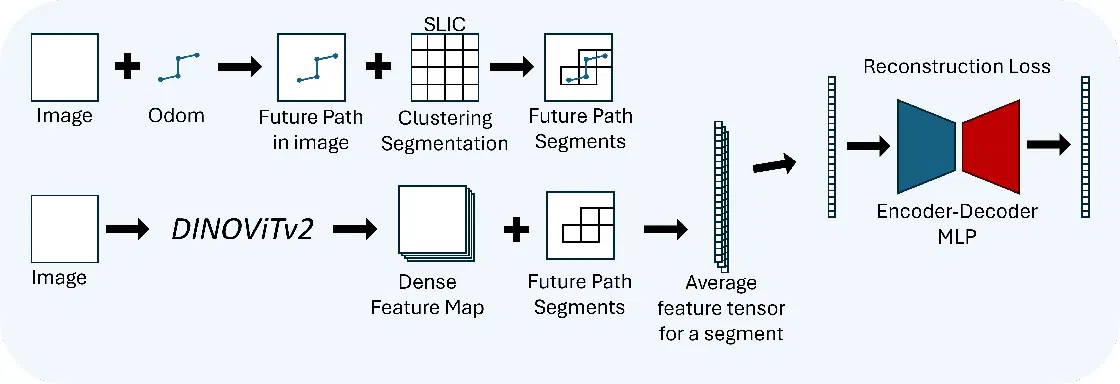 SLIC
Image
Odom
Future Path
in image
Clustering
Segmentation
Future Path
Segments
Image
DINOViTv2
Dense
Feature Map
Future Path
Segments
Average
feature tensor
for a segment
Reconstruction Loss
Encoder-Decoder
MLP